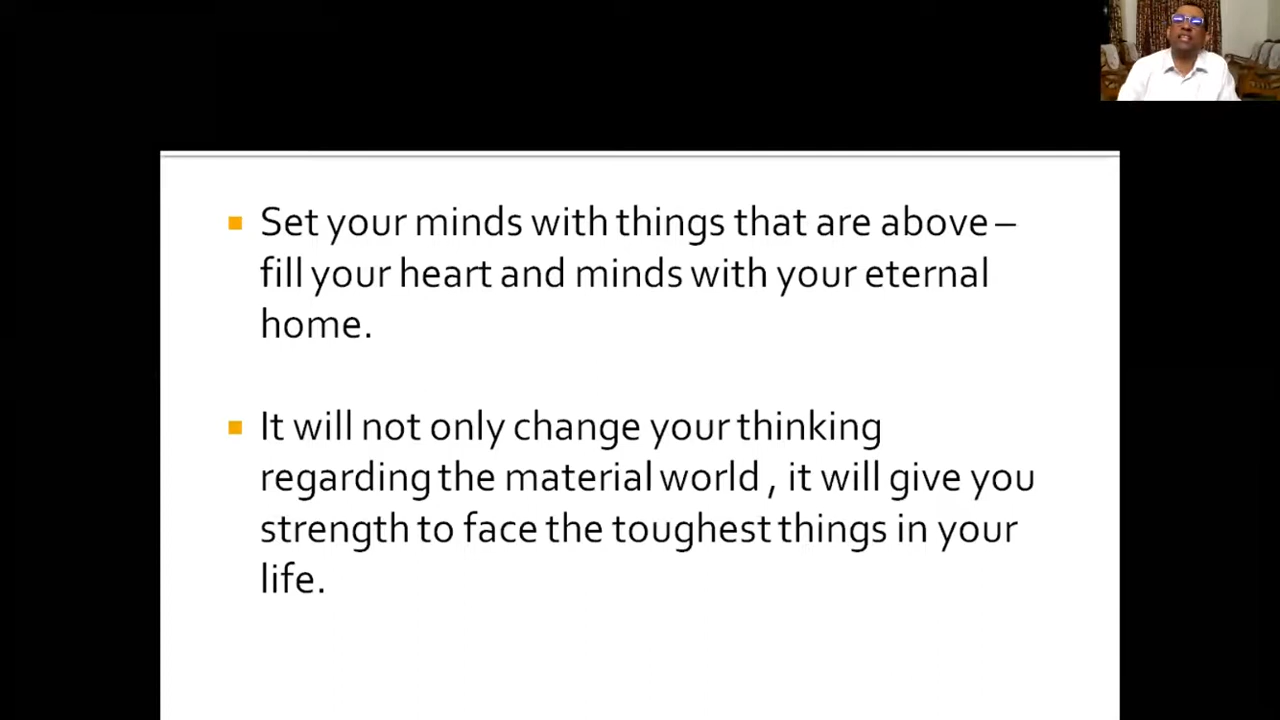 Set your minds with things that are above –
fill your heart and minds with your eternal
home.
It will not only change your thinking
regarding the material world , it will give you
strength to face the toughest things in your
life.